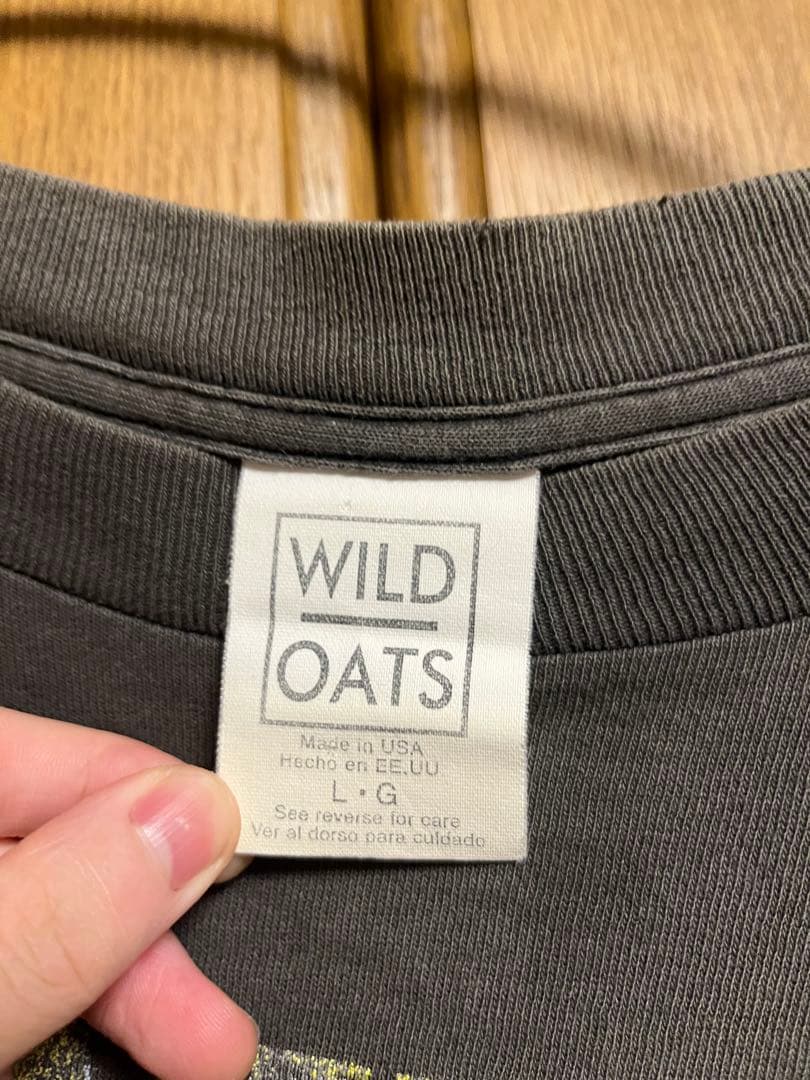 WILD
OATS
Made in USA
Hecho en EE.UU
L • G
See reverse for care
Ver al dorso para cuidado